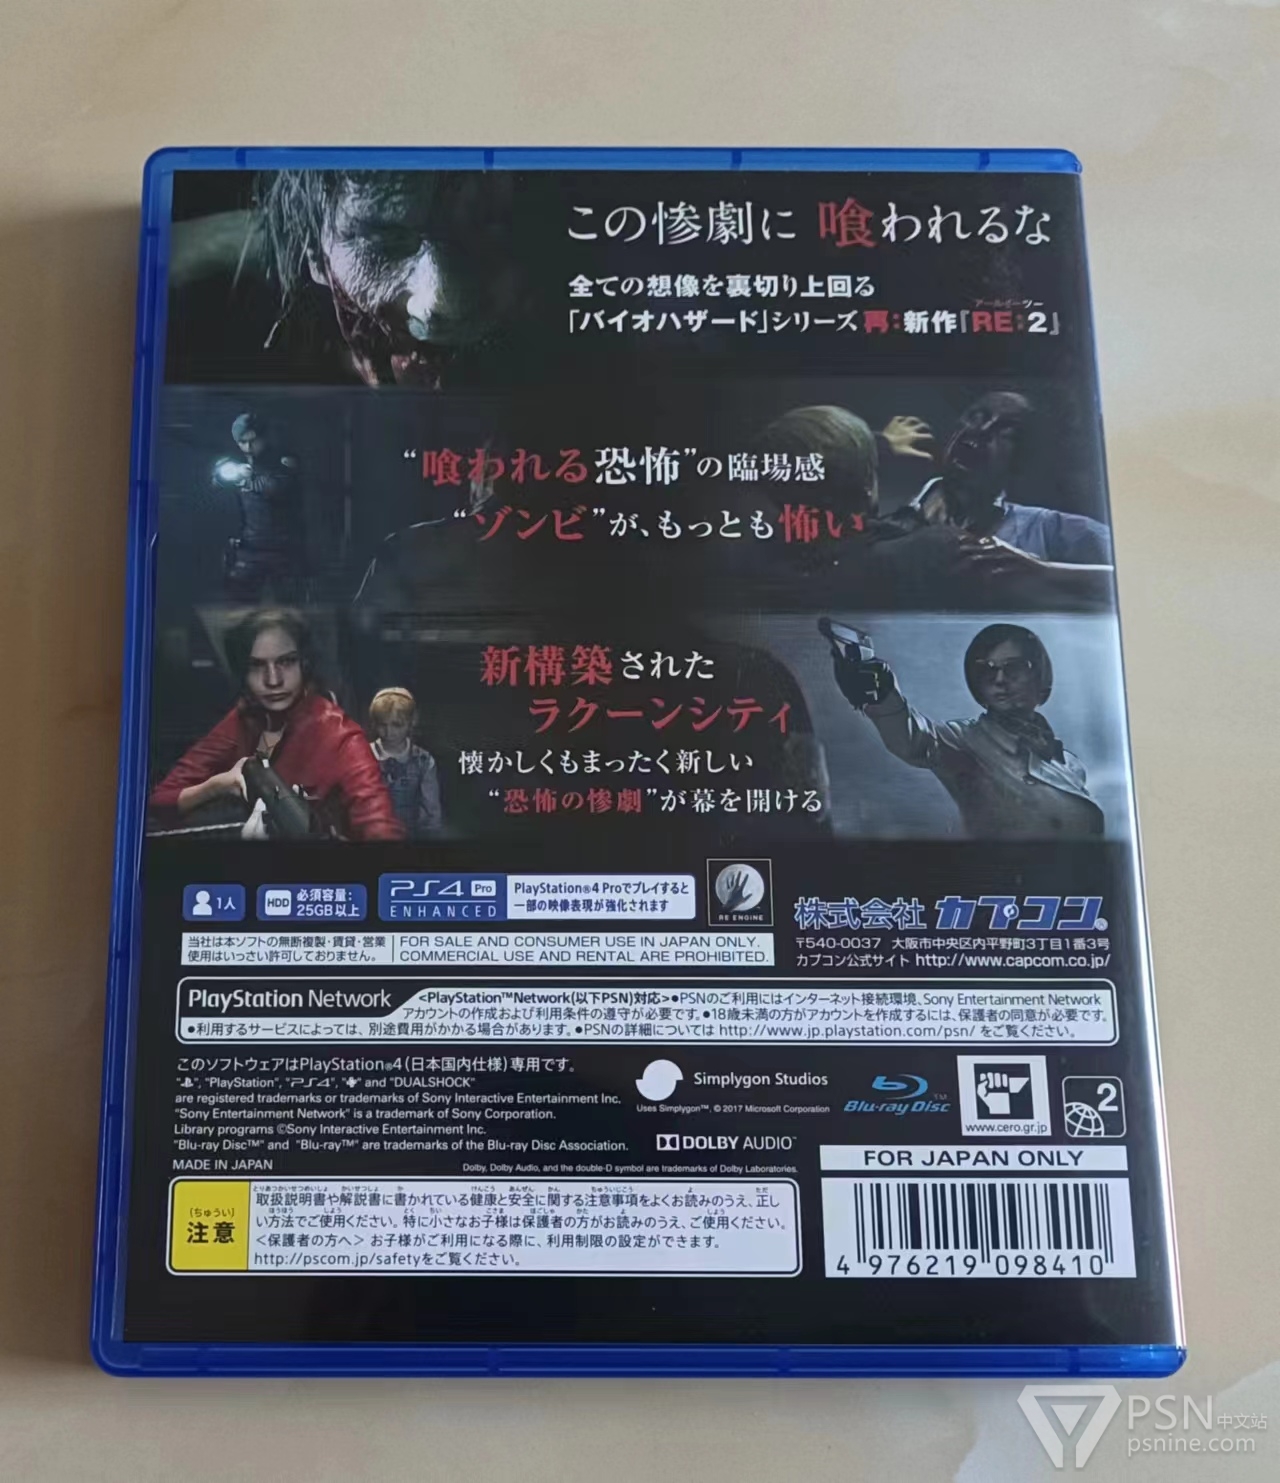 この惨劇に 喰われるな
全ての想像を裏切り上回る
アールイーツー
「バイオハザード」シリーズ 再:新作『RE:2』
“喰われる恐怖”の臨場感
“ゾンビ”が、もっとも怖い
新構築された
ラクーンシティ
懐かしくもまったく新しい
“恐怖の惨劇”が幕を開ける
1人
HDD 必須容量:
25GB以上
PS4 Pro
ENHANCED
PlayStation®4 Proでプレイすると
一部の映像表現が強化されます
RE ENGINE
株式会社カプコン®
〒540-0037 大阪市中央区内平野町3丁目1番3号
カプコン公式サイト http://www.capcom.co.jp/
当社は本ソフトの無断複製・賃貸・営業
使用はいっさい許可しておりません。
FOR SALE AND CONSUMER USE IN JAPAN ONLY.
COMMERCIAL USE AND RENTAL ARE PROHIBITED.
PlayStation Network
<PlayStation™Network(以下PSN)対応>●PSNのご利用にはインターネット接続環境、Sony Entertainment Network
アカウントの作成および利用条件の遵守が必要です。●18歳未満の方がアカウントを作成するには、保護者の同意が必要です。
●利用するサービスによっては、別途費用がかかる場合があります。●PSNの詳細については http://www.jp.playstation.com/psn/ をご覧ください。
このソフトウェアはPlayStation®4(日本国内仕様)専用です。
"PlayStation", "PS4", and "DUALSHOCK"
are registered trademarks or trademarks of Sony Interactive Entertainment Inc.
"Sony Entertainment Network" is a trademark of Sony Corporation.
Library programs ©Sony Interactive Entertainment Inc.
"Blu-ray Disc™" and "Blu-ray™" are trademarks of the Blu-ray Disc Association.
MADE IN JAPAN
Simplygon Studios
Uses Simplygon™, © 2017 Microsoft Corporation
DOLBY AUDIO™
Dolby, Dolby Audio, and the double-D symbol are trademarks of Dolby Laboratories.
Blu-ray Disc™
www.cero.gr.jp
2
FOR JAPAN ONLY
4 976219 098410
(ちゅうい)
注意
取扱説明書や解説書に書かれている健康と安全に関する注意事項をよくお読みのうえ、正し
い方法でご使用ください。特に小さなお子様は保護者の方がお読みのうえ、ご使用ください。
<保護者の方へ> お子様がご利用になる際に、利用制限の設定ができます。
http://pscom.jp/safetyをご覧ください。
PSN中文站
psnine.com